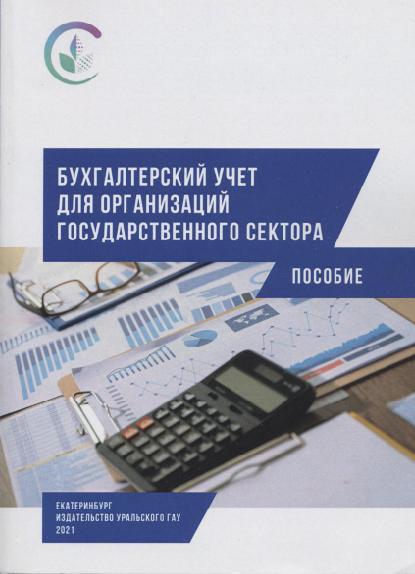 БУХГАЛТЕРСКИЙ УЧЕТ
ДЛЯ ОРГАНИЗАЦИЙ
ГОСУДАРСТВЕННОГО СЕКТОРА
ПОСОБИЕ
ЕКАТЕРИНБУРГ
ИЗДАТЕЛЬСТВО УРАЛЬСКОГО ГАУ
2021